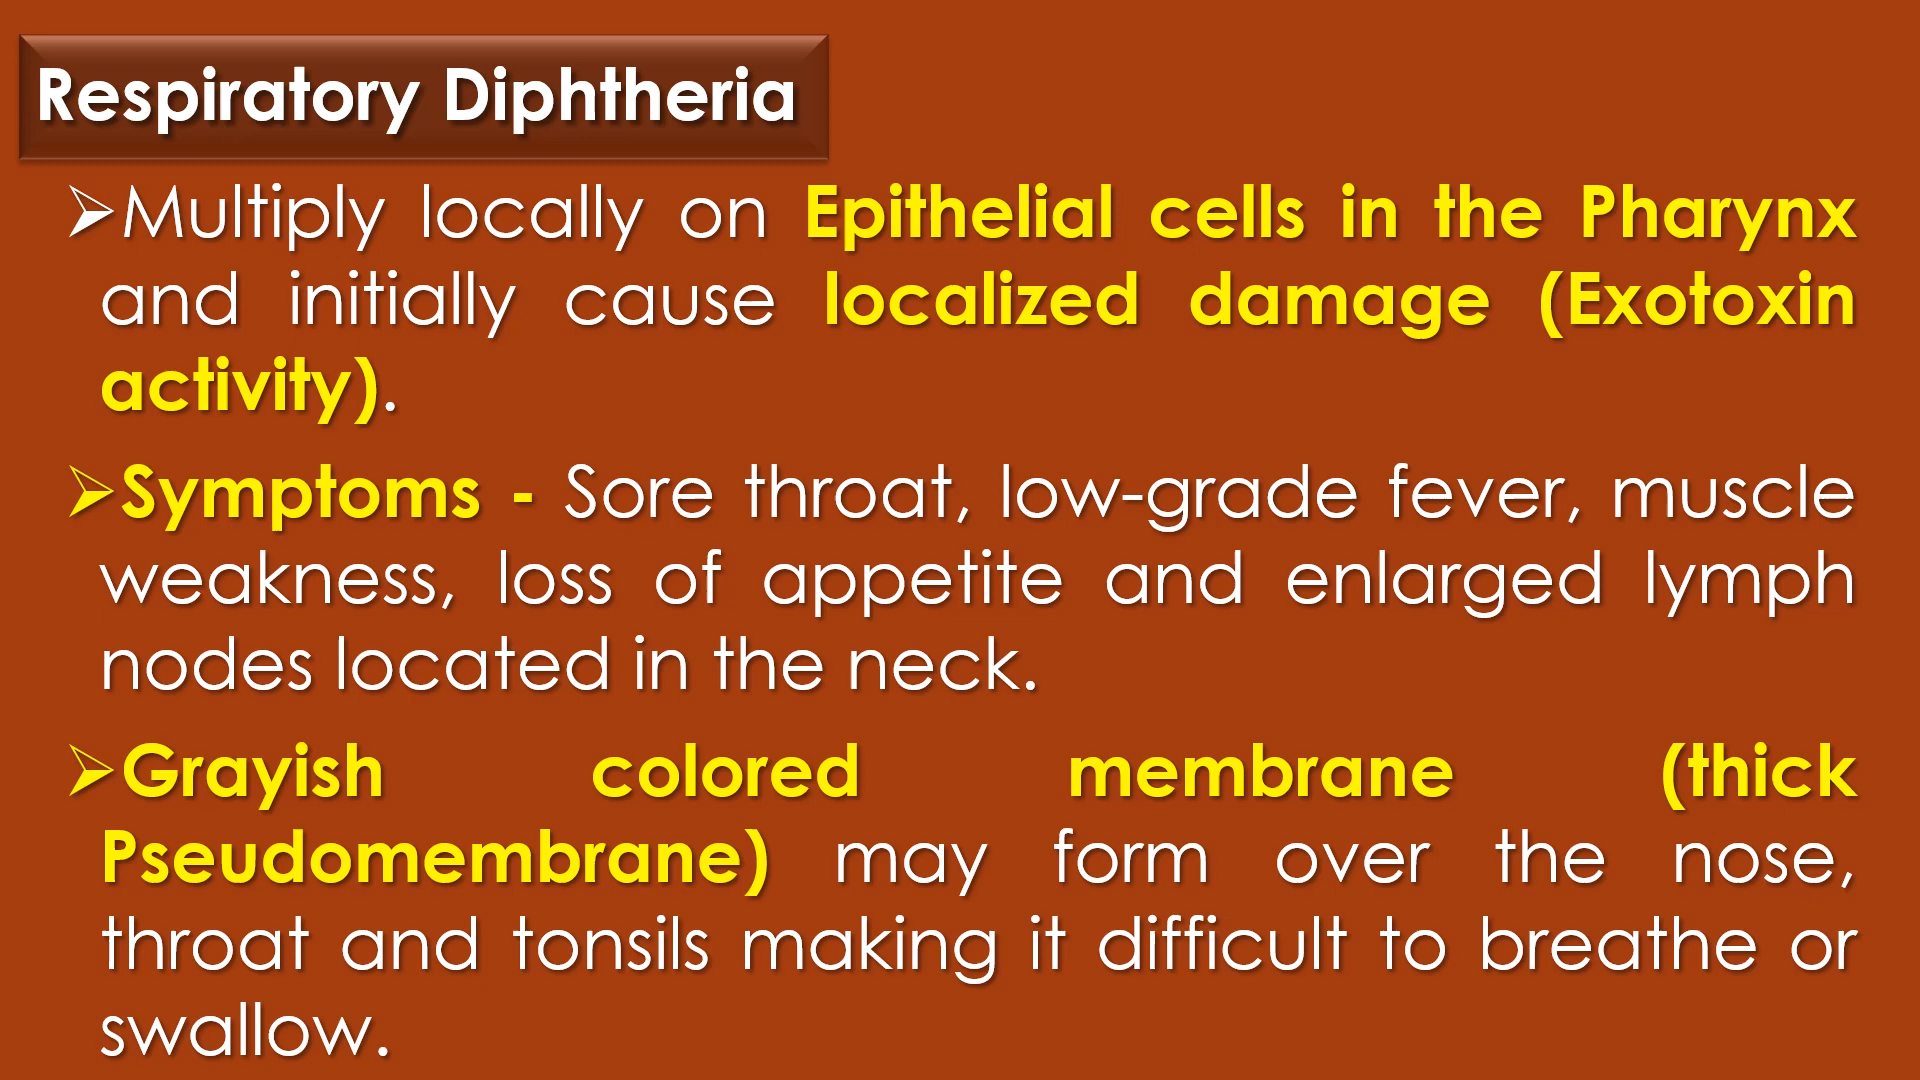 Respiratory Diphtheria
➢Multiply locally on Epithelial cells in the Pharynx
and initially cause localized damage (Exotoxin
activity).
➢Symptoms - Sore throat, low-grade fever, muscle
weakness, loss of appetite and enlarged lymph
nodes located in the neck.
➢Grayish colored membrane (thick
Pseudomembrane) may form over the nose,
throat and tonsils making it difficult to breathe or
swallow.